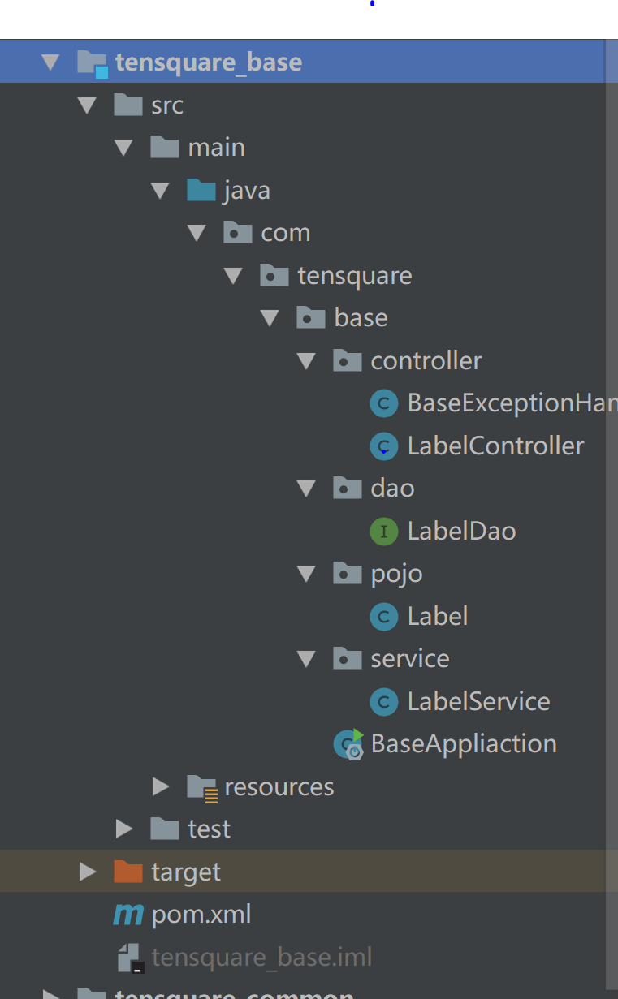 tensquare_base
src
main
java
com
tensquare
base
controller
BaseExceptionHan
LabelController
dao
LabelDao
pojo
Label
service
LabelService
BaseAppliaction
resources
test
target
pom.xml
tensquare_base.iml
tensquare_common